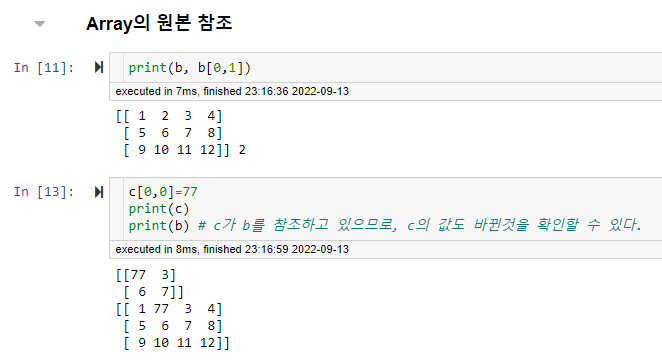 Array의 원본 참조
In [11]:
print(b, b[0,1])
executed in 7ms, finished 23:16:36 2022-09-13
[[ 1  2  3  4]
 [ 5  6  7  8]
 [ 9 10 11 12]] 2
In [13]:
c[0,0]=77
print(c)
print(b) # c가 b를 참조하고 있으므로, c의 값도 바뀐것을 확인할 수 있다.
executed in 8ms, finished 23:16:59 2022-09-13
[[77  3]
 [ 6  7]]
[[ 1 77  3  4]
 [ 5  6  7  8]
 [ 9 10 11 12]]